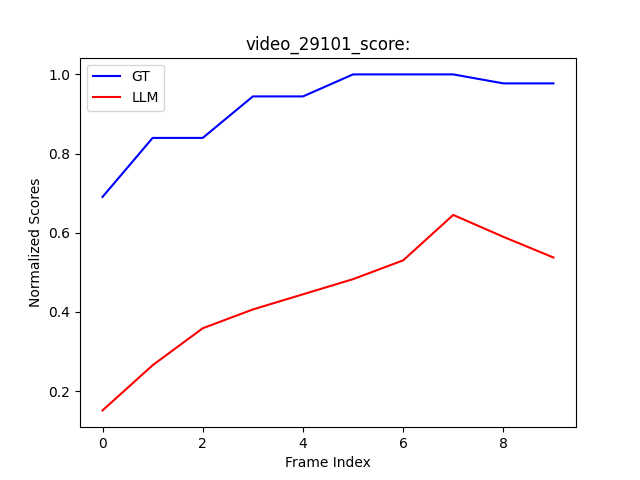 video_29101_score:
GT
LLM
Normalized Scores
1.0
0.8
0.6
0.4
0.2
0 2 4 6 8
Frame Index